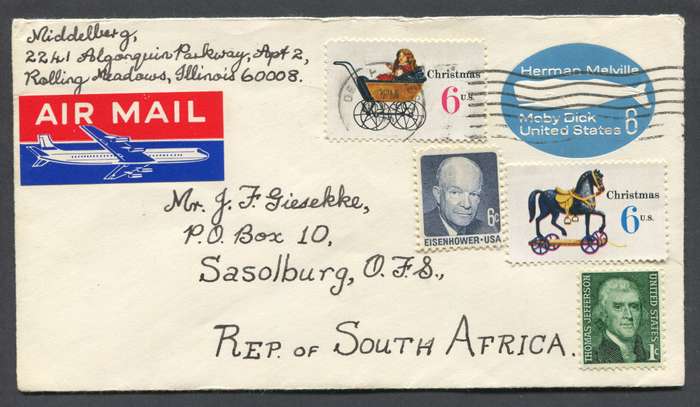 Middelberg,
2241 Algonquin Parkway, Apt 2,
Rolling Meadows, Illinois 60008.
AIR MAIL
Christmas
6 U.S.
Herman Melville
Moby Dick
United States 6
Mr. J. F Giesekke,
P.O. Box 10,
Sasolburg, O.F.S.,
REP. OF SOUTH AFRICA.
6c
EISENHOWER·USA
Christmas
6 U.S.
THOMAS JEFFERSON
UNITED STATES
1c